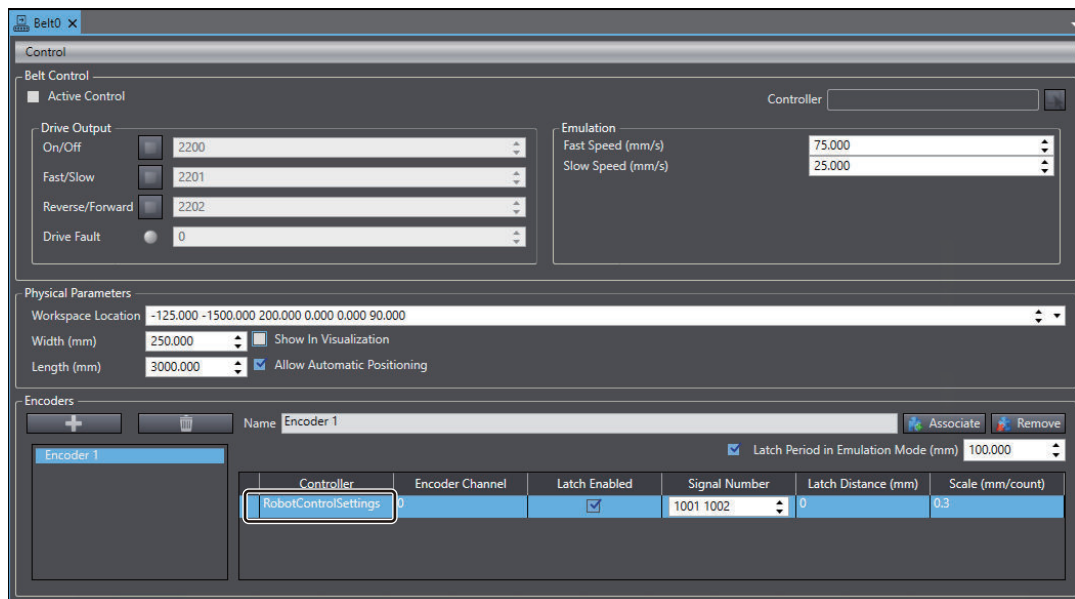 Belt0
Control
Belt Control
Active Control
Controller
Drive Output
On/Off 2200
Fast/Slow 2201
Reverse/Forward 2202
Drive Fault 0
Emulation
Fast Speed (mm/s) 75.000
Slow Speed (mm/s) 25.000
Physical Parameters
Workspace Location -125.000 -1500.000 200.000 0.000 0.000 90.000
Width (mm) 250.000 Show In Visualization
Length (mm) 3000.000 Allow Automatic Positioning
Encoders
Name Encoder 1 Associate Remove
Latch Period in Emulation Mode (mm) 100.000
Encoder 1
Controller Encoder Channel Latch Enabled Signal Number Latch Distance (mm) Scale (mm/count)
RobotControlSettings 0 1001 1002 0 0.3